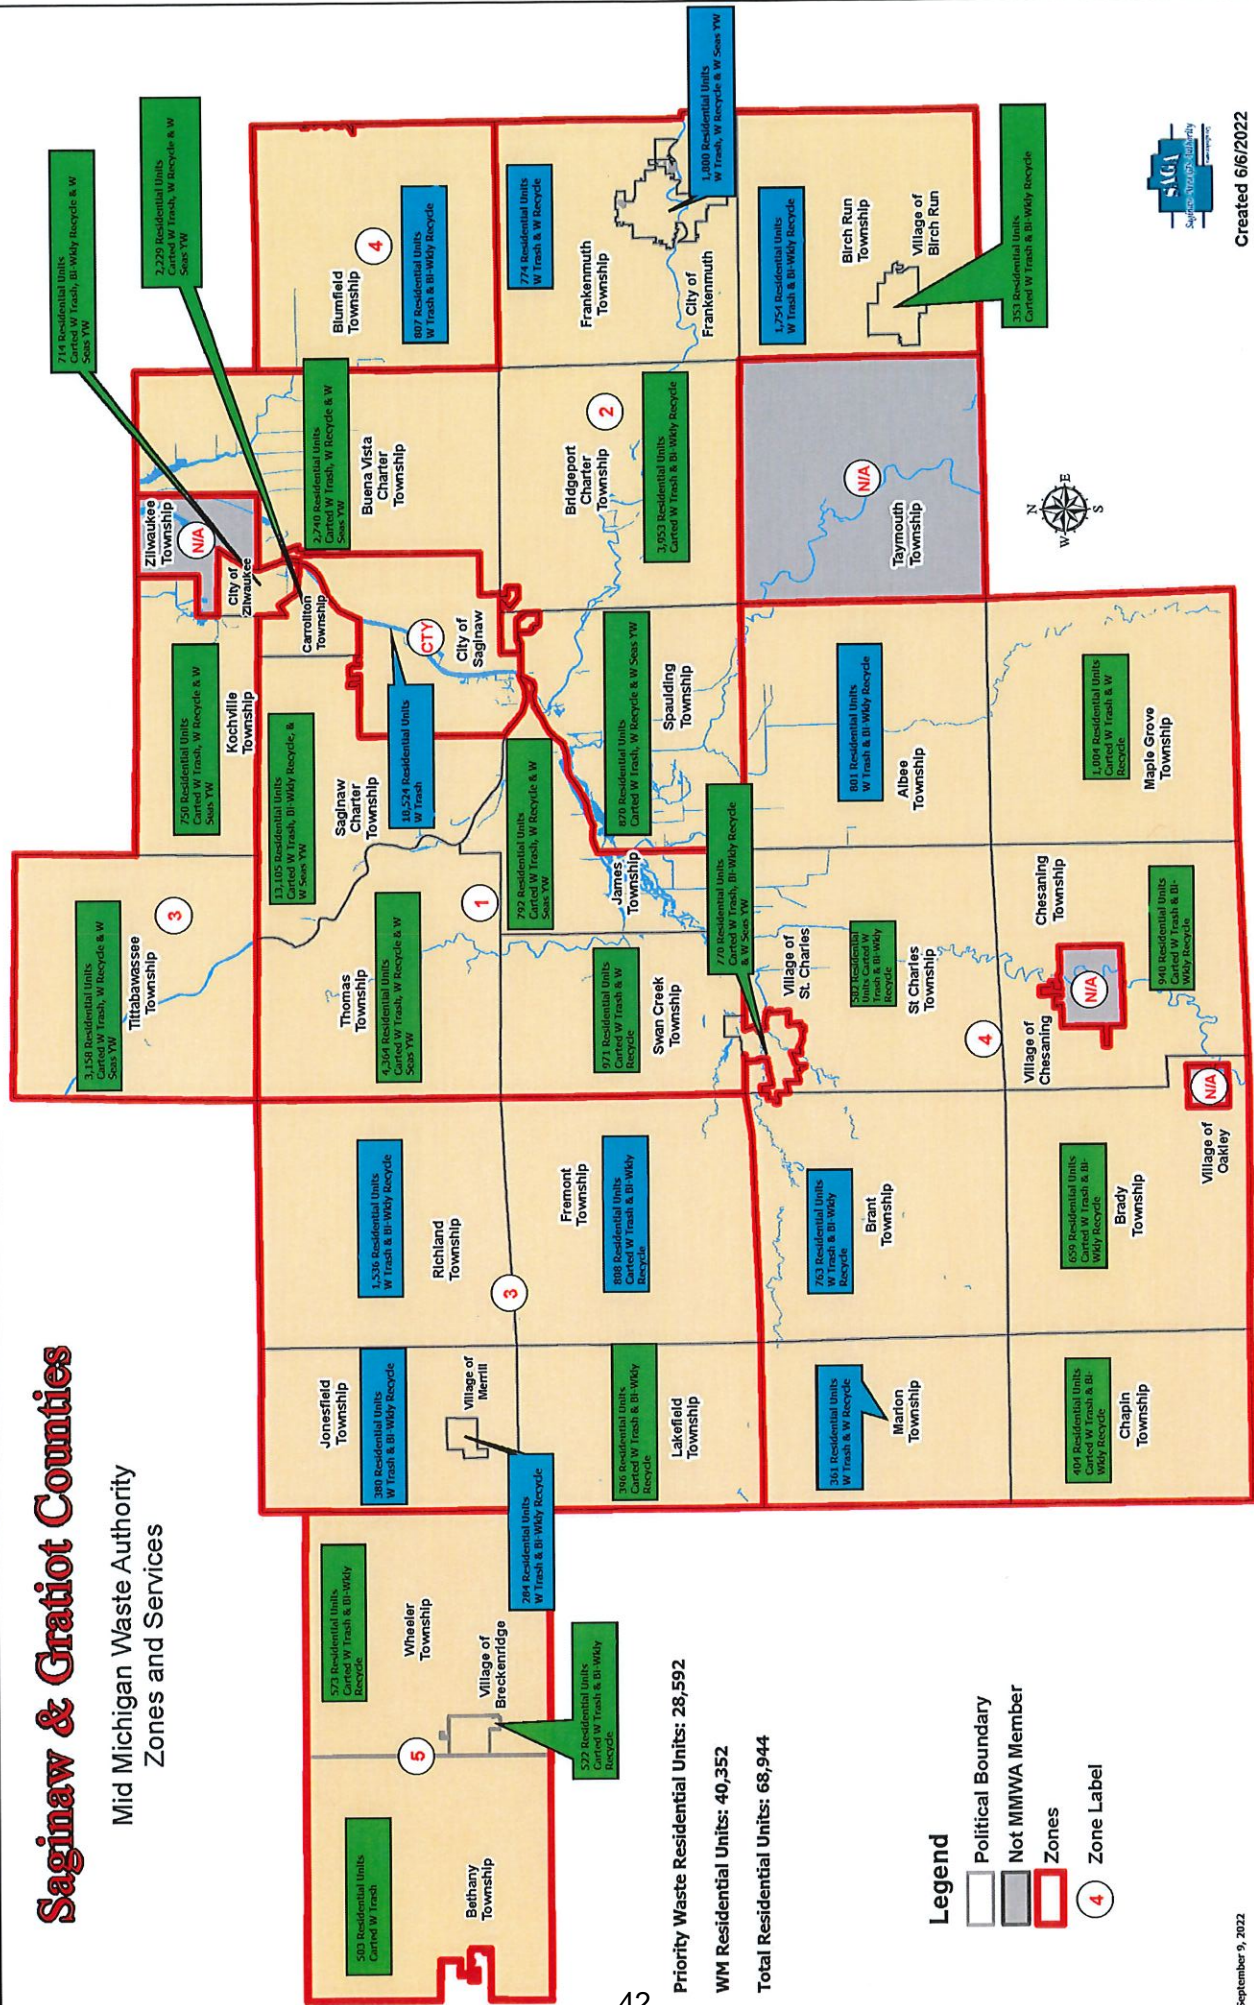 Saginaw & Gratiot Counties
Mid Michigan Waste Authority
Zones and Services
714 Residential Units
Carted W Trash, Bi-Wkly Recycle & W
Seas YW
2,229 Residential Units
Carted W Trash, W Recycle & W
Seas YW
3,158 Residential Units
Carted W Trash, W Recycle & W
Seas YW
Tittabawassee
Township
3
750 Residential Units
Carted W Trash, W Recycle & W
Seas YW
Kochville
Township
Zilwaukee
Township
N/A
City of
Zilwaukee
Carrollton
Township
13,105 Residential Units
Carted W Trash, Bi-Wkly Recycle, &
W Seas YW
Saginaw
Charter
Township
10,524 Residential Units
W Trash
CTY
City of
Saginaw
2,740 Residential Units
Carted W Trash, W Recycle & W
Seas YW
Buena Vista
Charter
Township
Blumfield
Township
4
807 Residential Units
W Trash & Bi-Wkly Recycle
573 Residential Units
Carted W Trash & Bi-Wkly
Recycle
Wheeler
Township
Village of
Breckenridge
5
503 Residential Units
Carted W Trash
Bethany
Township
522 Residential Units
Carted W Trash & Bi-Wkly
Recycle
Jonesfield
Township
380 Residential Units
W Trash & Bi-Wkly Recycle
Village of
Merrill
284 Residential Units
W Trash & Bi-Wkly Recycle
1,536 Residential Units
W Trash & Bi-Wkly Recycle
Richland
Township
3
Thomas
Township
4,364 Residential Units
Carted W Trash, W Recycle & W
Seas YW
1
792 Residential Units
Carted W Trash, W Recycle & W
Seas YW
James
Township
396 Residential Units
Carted W Trash & Bi-Wkly
Recycle
Lakefield
Township
Fremont
Township
808 Residential Units
Carted W Trash & Bi-Wkly
Recycle
971 Residential Units
Carted W Trash & W
Recycle
Swan Creek
Township
870 Residential Units
Carted W Trash, W Recycle & W Seas YW
Spaulding
Township
Bridgeport
Charter
Township
2
3,953 Residential Units
Carted W Trash & Bi-Wkly Recycle
774 Residential Units
W Trash & W Recycle
Frankenmuth
Township
City of
Frankenmuth
1,800 Residential Units
W Trash, W Recycle & W Seas YW
361 Residential Units
W Trash & W Recycle
Marion
Township
763 Residential Units
W Trash & Bi-Wkly
Recycle
Brant
Township
770 Residential Units
Carted W Trash, Bi-Wkly Recycle
& W Seas YW
Village of
St. Charles
582 Residential
Units Carted W
Trash & Bi-Wkly
Recycle
St Charles
Township
4
801 Residential Units
W Trash & Bi-Wkly Recycle
Albee
Township
N/A
Taymouth
Township
1,754 Residential Units
W Trash & Bi-Wkly Recycle
Birch Run
Township
Village of
Birch Run
353 Residential Units
Carted W Trash & Bi-Wkly Recycle
404 Residential Units
Carted W Trash & Bi-
Wkly Recycle
Chapin
Township
659 Residential Units
Carted W Trash & Bi-
Wkly Recycle
Brady
Township
Village of
Oakley
N/A
Village of
Chesaning
N/A
Chesaning
Township
940 Residential Units
Carted W Trash & Bi-
Wkly Recycle
1,004 Residential Units
Carted W Trash & W
Recycle
Maple Grove
Township
N
W E
S
Priority Waste Residential Units: 28,592
WM Residential Units: 40,352
Total Residential Units: 68,944
42
Legend
Political Boundary
Not MMWA Member
Zones
4 Zone Label
SAGA
Created 6/6/2022
September 9, 2022